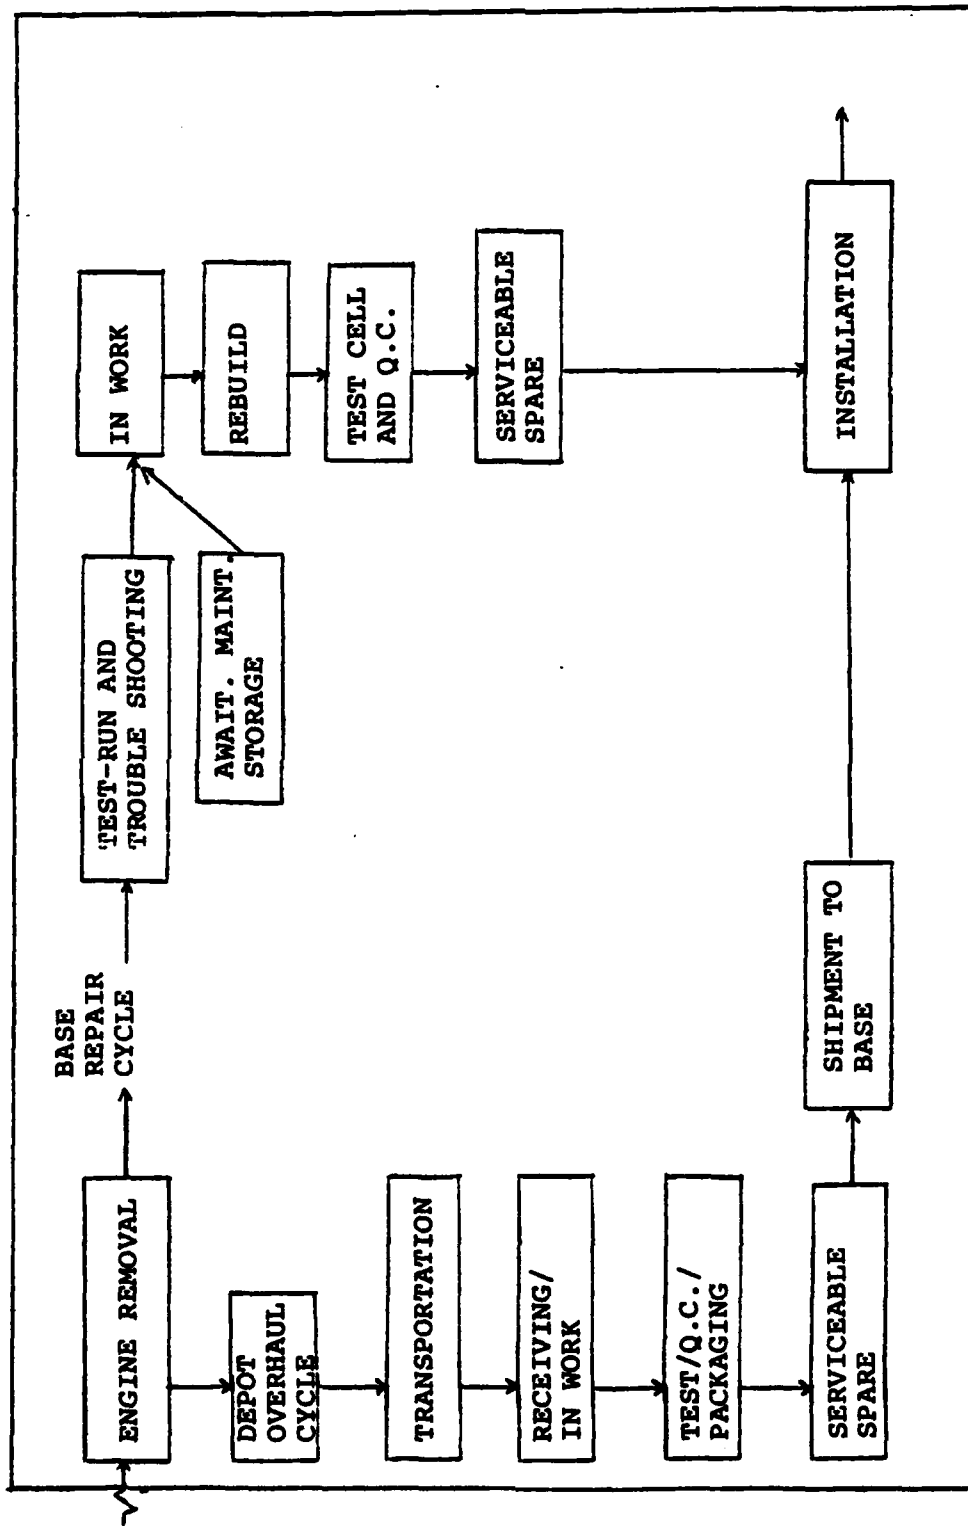 ENGINE REMOVAL
BASE
REPAIR
CYCLE
TEST-RUN AND
TROUBLE SHOOTING
IN WORK
AWAIT. MAINT.
STORAGE
REBUILD
TEST CELL
AND Q.C.
SERVICEABLE
SPARE
DEPOT
OVERHAUL
CYCLE
TRANSPORTATION
RECEIVING/
IN WORK
TEST/Q.C./
PACKAGING
SERVICEABLE
SPARE
SHIPMENT TO
BASE
INSTALLATION